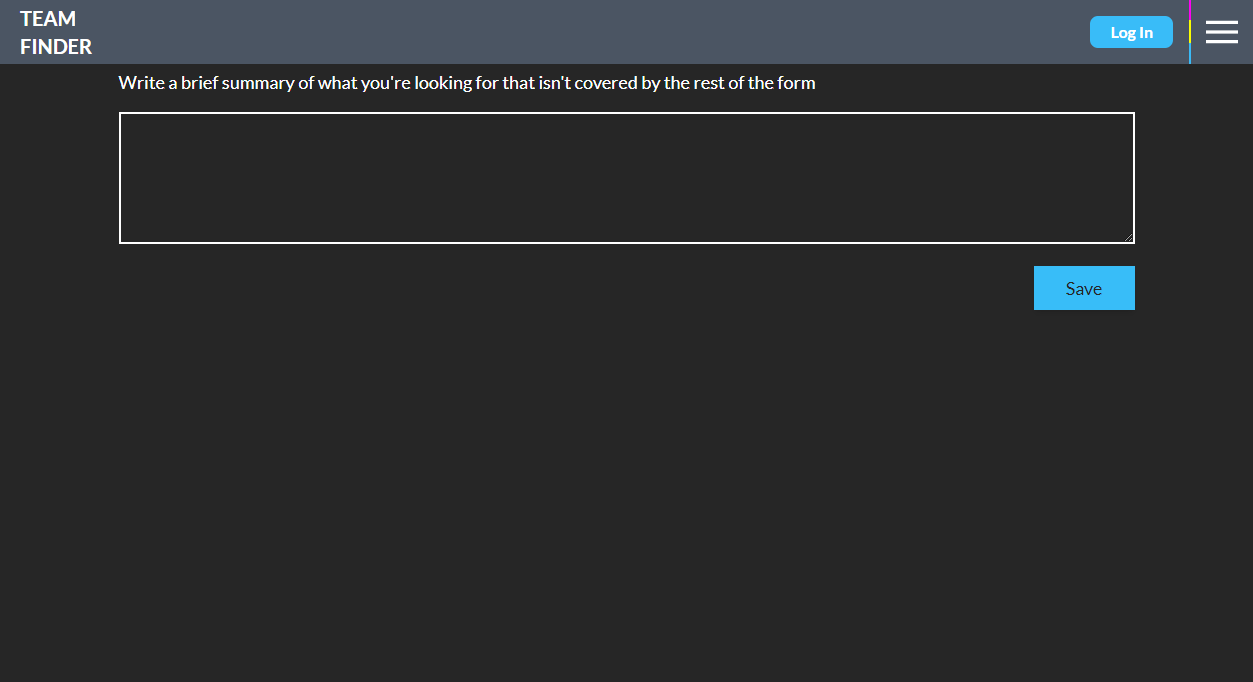 TEAM
FINDER
Log In
Write a brief summary of what you're looking for that isn't covered by the rest of the form
Save